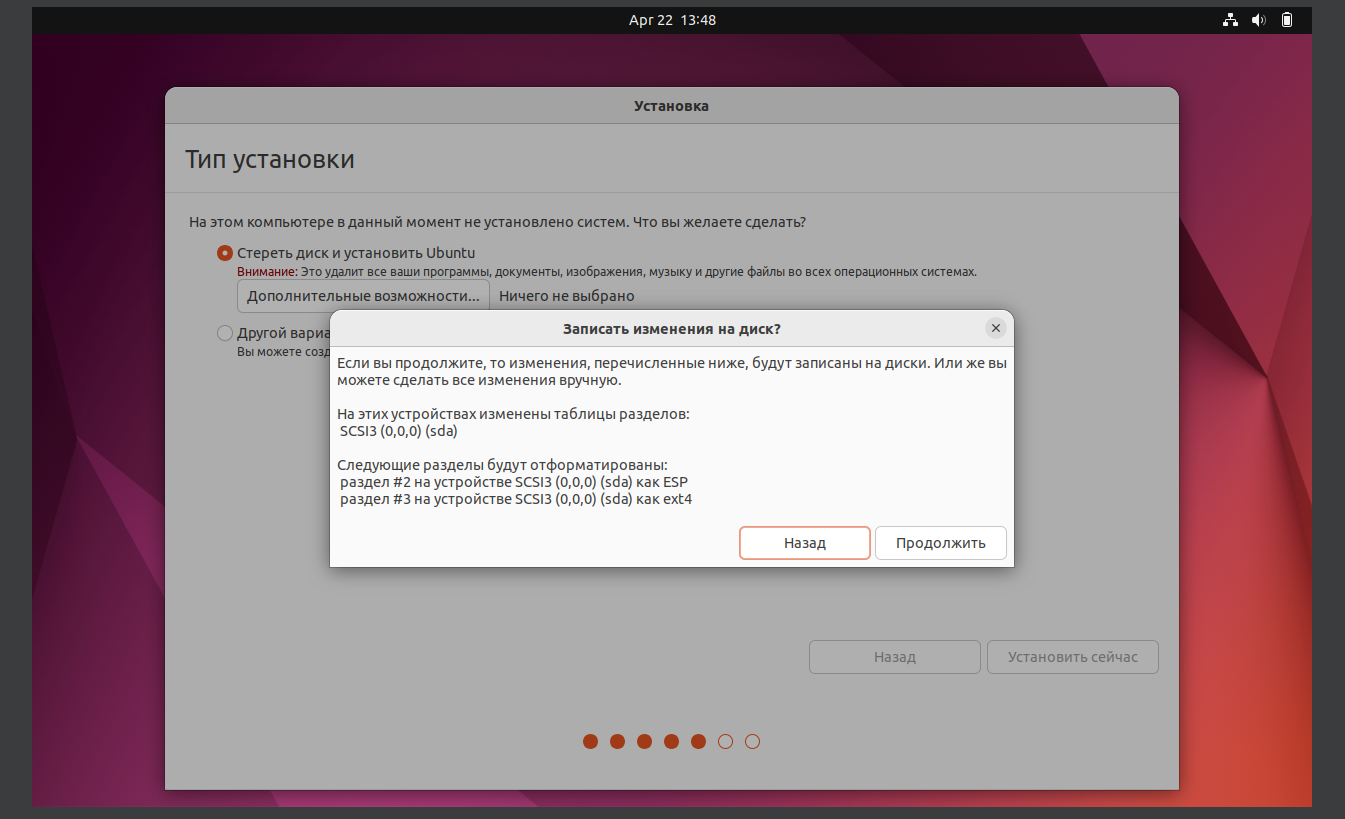 Apr 22 13:48
Установка
Тип установки
На этом компьютере в данный момент не установлено систем. Что вы желаете сделать?
Стереть диск и установить Ubuntu
Внимание: Это удалит все ваши программы, документы, изображения, музыку и другие файлы во всех операционных системах.
Дополнительные возможности... Ничего не выбрано
Другой
Вы можете
Записать изменения на диск?
Если вы продолжите, то изменения, перечисленные ниже, будут записаны на диски. Или же вы
можете сделать все изменения вручную.
На этих устройствах изменены таблицы разделов:
SCSI3 (0,0,0) (sda)
Следующие разделы будут отформатированы:
раздел #2 на устройстве SCSI3 (0,0,0) (sda) как ESP
раздел #3 на устройстве SCSI3 (0,0,0) (sda) как ext4
Назад Продолжить
Назад Установить сейчас